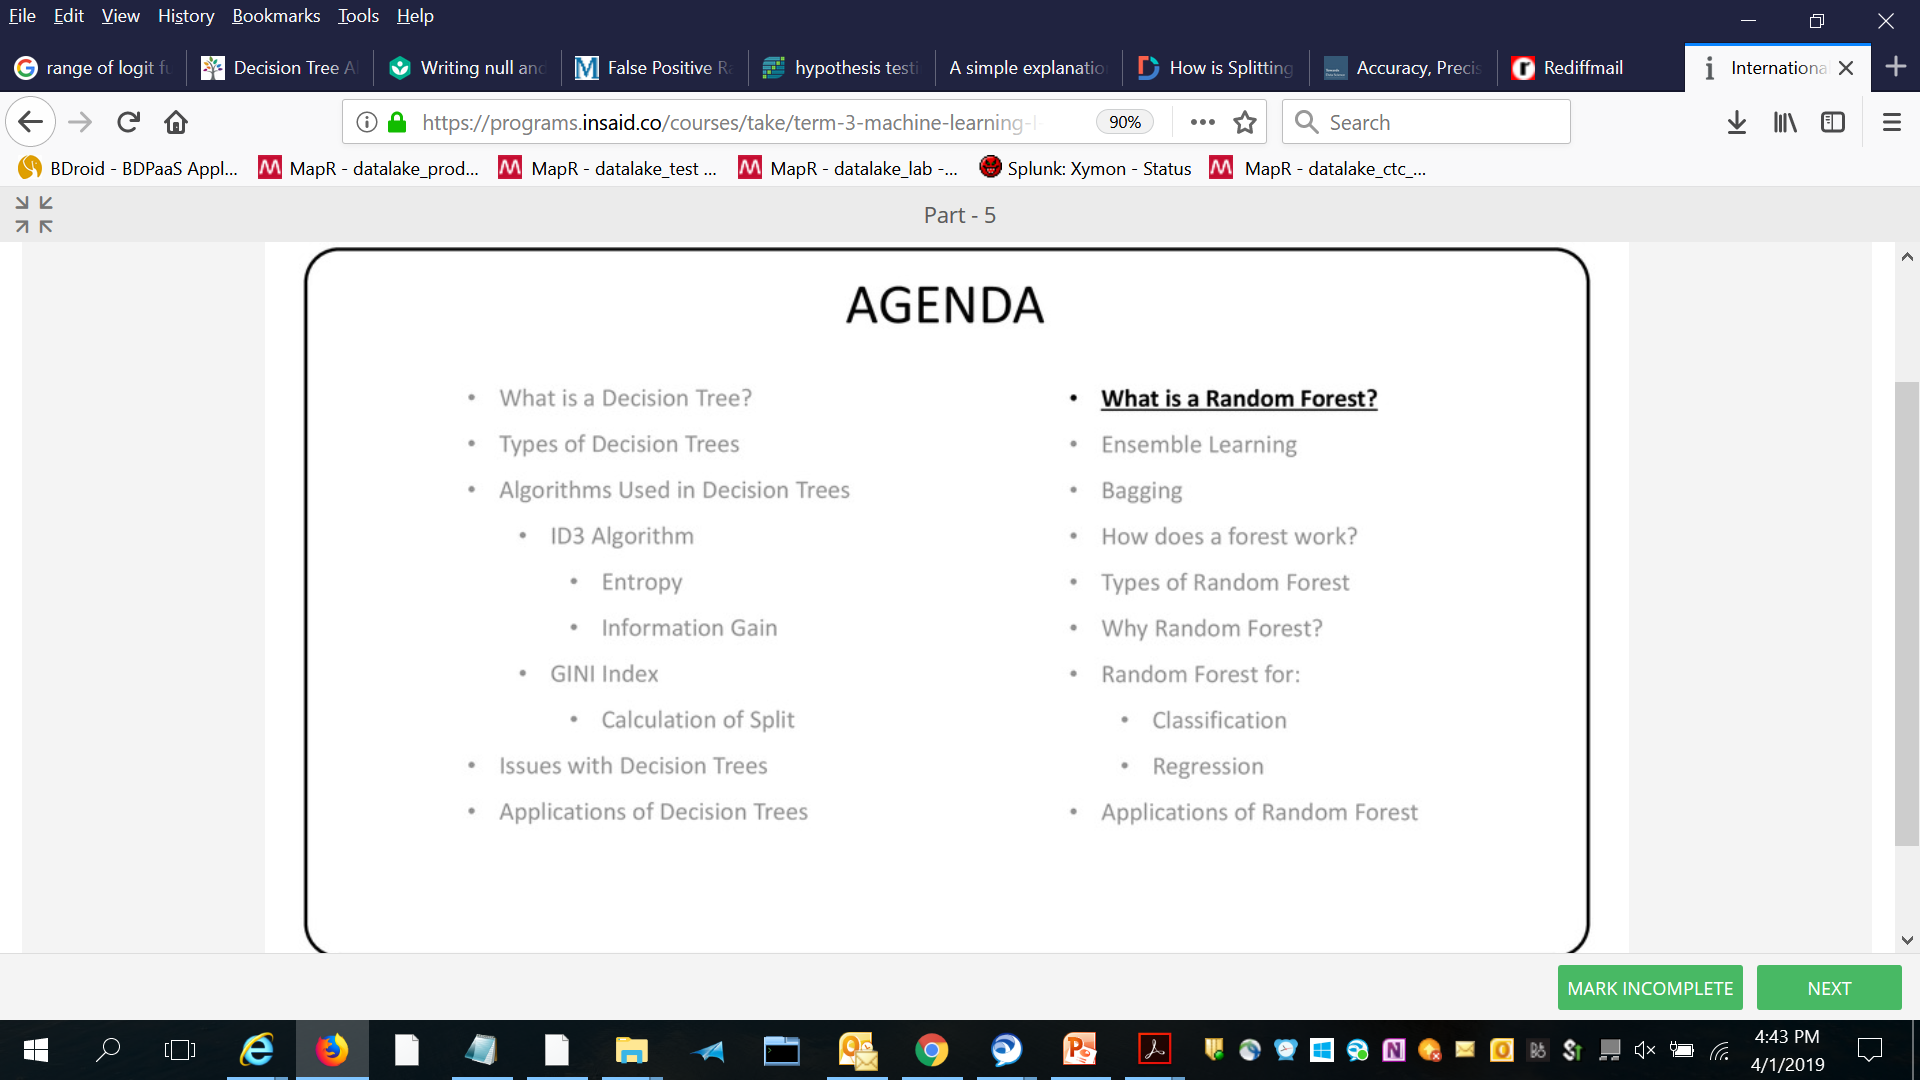 File Edit View History Bookmarks Tools Help
range of logit fu
Decision Tree Al
Writing null and
False Positive Ra
hypothesis testi
A simple explanatio
How is Splitting
Accuracy, Precis
Rediffmail
Internationa
https://programs.insaid.co/courses/take/term-3-machine-learning-l
90%
Search
BDroid - BDPaaS Appl...
MapR - datalake_prod...
MapR - datalake_test ...
MapR - datalake_lab -...
Splunk: Xymon - Status
MapR - datalake_ctc_...
Part - 5
AGENDA
• What is a Decision Tree?
• Types of Decision Trees
• Algorithms Used in Decision Trees
• ID3 Algorithm
• Entropy
• Information Gain
• GINI Index
• Calculation of Split
• Issues with Decision Trees
• Applications of Decision Trees
• What is a Random Forest?
• Ensemble Learning
• Bagging
• How does a forest work?
• Types of Random Forest
• Why Random Forest?
• Random Forest for:
• Classification
• Regression
• Applications of Random Forest
MARK INCOMPLETE
NEXT
4:43 PM
4/1/2019